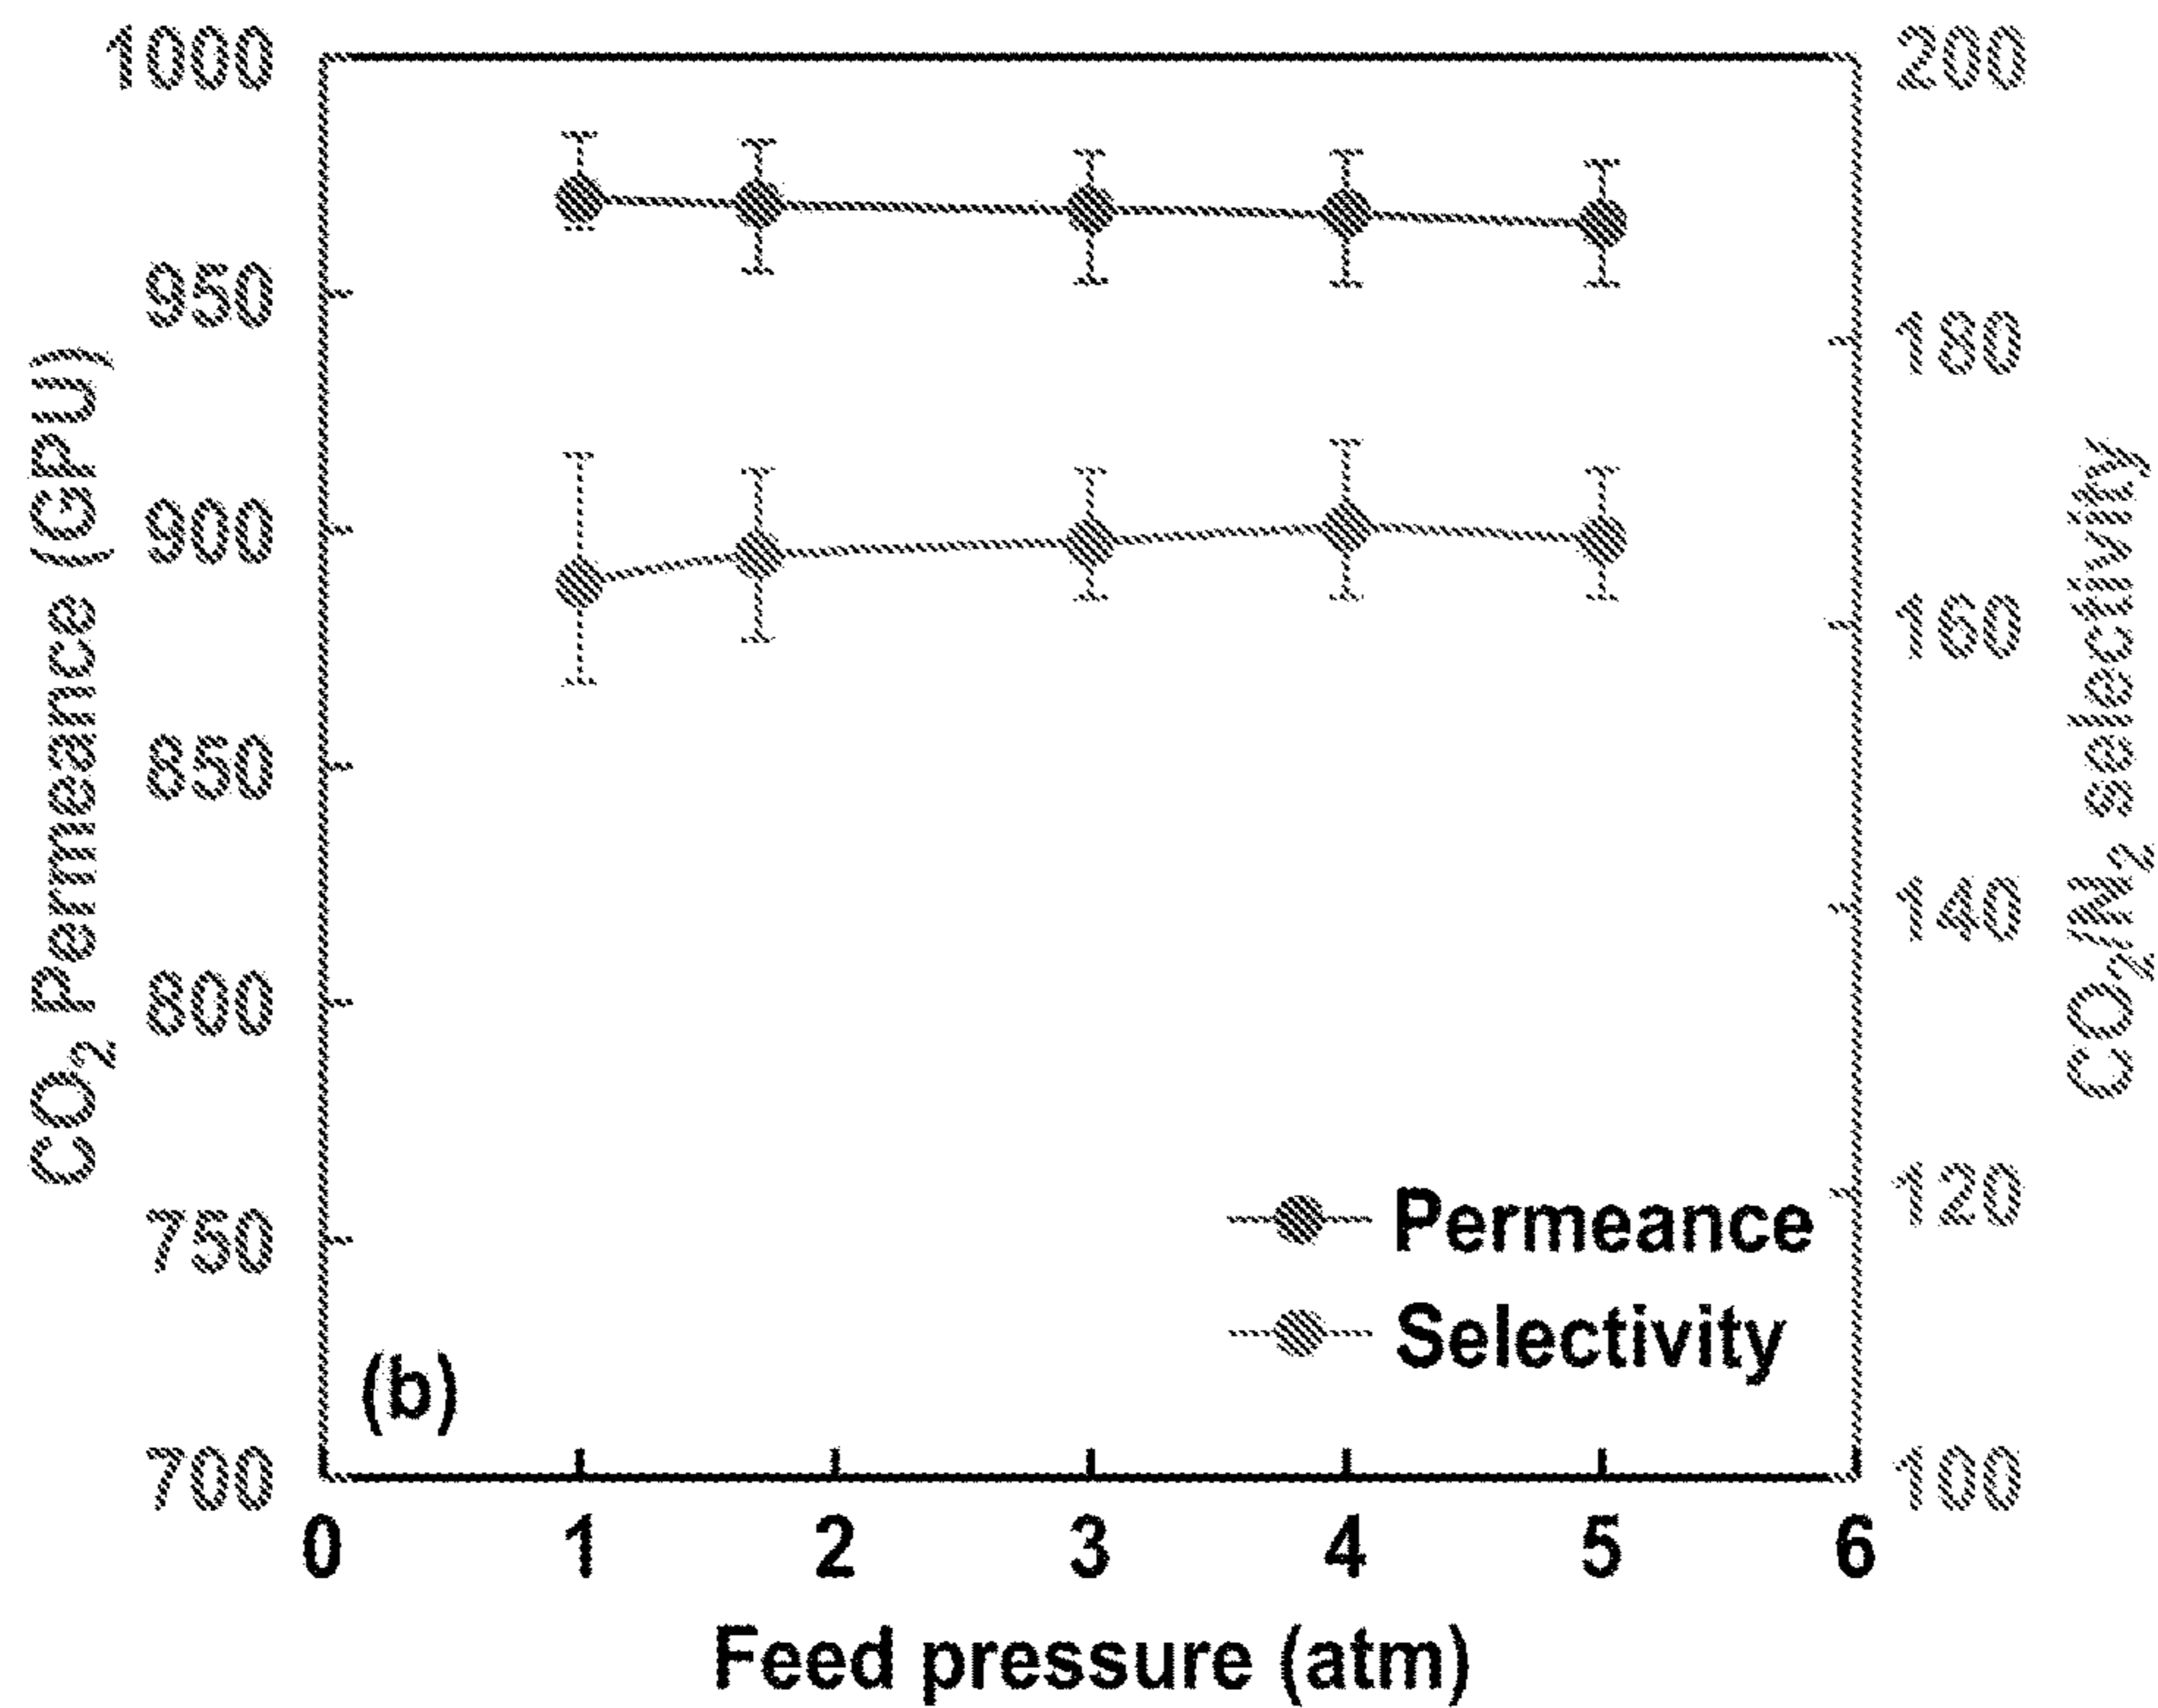 1000
950
900
850
800
750
700
CO₂ Permeance (GPU)
200
180
160
140
120
100
CO₂/N₂ selectivity
Permeance
Selectivity
(b)
0 1 2 3 4 5 6
Feed pressure (atm)